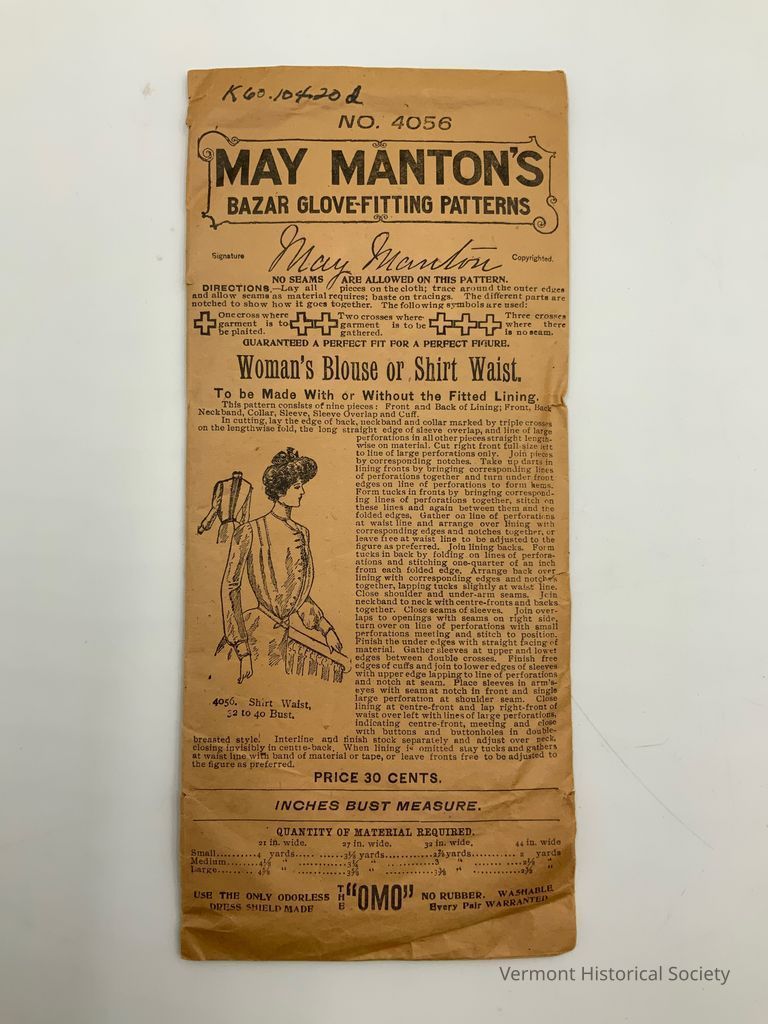 K60.104.20d
NO. 4056
MAY MANTON'S
BAZAR GLOVE-FITTING PATTERNS
Signature May Manton Copyrighted.
NO SEAMS ARE ALLOWED ON THIS PATTERN.
DIRECTIONS.—Lay all pieces on the cloth; trace around the outer edges
and allow seams as material requires; baste on tracings. The different parts are
notched to show how it goes together. The following symbols are used:
One cross where garment is to be plaited. Two crosses where garment is to be gathered. Three crosses where there is no seam.
GUARANTEED A PERFECT FIT FOR A PERFECT FIGURE.
Woman's Blouse or Shirt Waist.
To be Made With or Without the Fitted Lining.
This pattern consists of nine pieces: Front and Back of Lining; Front, Back
Neckband, Collar, Sleeve, Sleeve Overlap and Cuff.
In cutting, lay the edge of back, neckband and collar marked by triple crosses
on the lengthwise fold, the long straight edge of sleeve overlap, and line of large
perforations in all other pieces straight length-
wise on material. Cut right front full-size left
to line of large perforations only. Join pieces
by corresponding notches. Take up darts in
lining fronts by bringing corresponding lines
of perforations together and turn under front
edges on line of perforations to form hems.
Form tucks in fronts by bringing correspond-
ing lines of perforations together, stitch on
these lines and again between them and the
folded edges. Gather on line of perforations
at waist line and arrange over lining with
corresponding edges and notches together, or
leave free at waist line to be adjusted to the
figure as preferred. Join lining backs. Form
tucks in back by folding on lines of perfora-
tions and stitching one-quarter of an inch
from each folded edge. Arrange back over
lining with corresponding edges and notches
together, lapping tucks slightly at waist line.
Close shoulder and under-arm seams. Join
neckband to neck with centre-fronts and backs
together. Close seams of sleeves. Join over-
laps to openings with seams on right side,
turn over on line of perforations with small
perforations meeting and stitch to position.
Finish the under edges with straight facing of
material. Gather sleeves at upper and lower
edges between double crosses. Finish free
edges of cuffs and join to lower edges of sleeves
with upper edge lapping to line of perforations
and notch at seam. Place sleeves in arm's-
eyes with seam at notch in front and single
large perforation at shoulder seam. Close
lining at centre-front and lap right-front of
waist over left with lines of large perforations,
indicating centre-front, meeting and close
with buttons and buttonholes in double-
breasted style. Interline and finish stock separately and adjust over neck,
closing invisibly in centre-back. When lining is omitted stay tucks and gathers
at waist line with band of material or tape, or leave fronts free to be adjusted to
the figure as preferred.
4056. Shirt Waist,
32 to 40 Bust.
PRICE 30 CENTS.
INCHES BUST MEASURE.
QUANTITY OF MATERIAL REQUIRED.
21 in. wide. 27 in. wide. 32 in. wide. 44 in. wide
Small 4 yards yards yards 2 yards
Medium 3 "
Large
USE THE ONLY ODORLESS THE "OMO" NO RUBBER. WASHABLE.
DRESS SHIELD MADE Every Pair WARRANTED
Vermont Historical Society